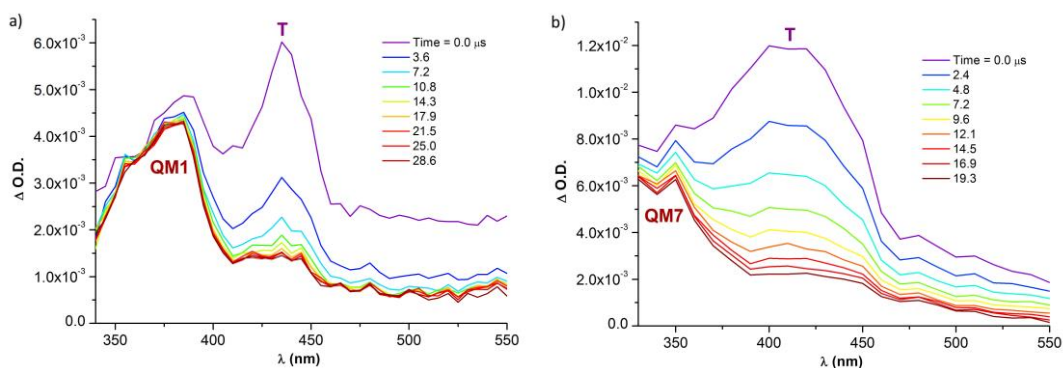 a)
T
6.0x10⁻³
5.0x10⁻³
4.0x10⁻³
3.0x10⁻³
2.0x10⁻³
1.0x10⁻³
0.0
Δ O.D.
QM1
Time = 0.0 μs
3.6
7.2
10.8
14.3
17.9
21.5
25.0
28.6
350 400 450 500 550
λ (nm)
b)
T
1.2x10⁻²
1.0x10⁻²
8.0x10⁻³
6.0x10⁻³
4.0x10⁻³
2.0x10⁻³
0.0
Δ O.D.
QM7
Time = 0.0 μs
2.4
4.8
7.2
9.6
12.1
14.5
16.9
19.3
350 400 450 500 550
λ (nm)